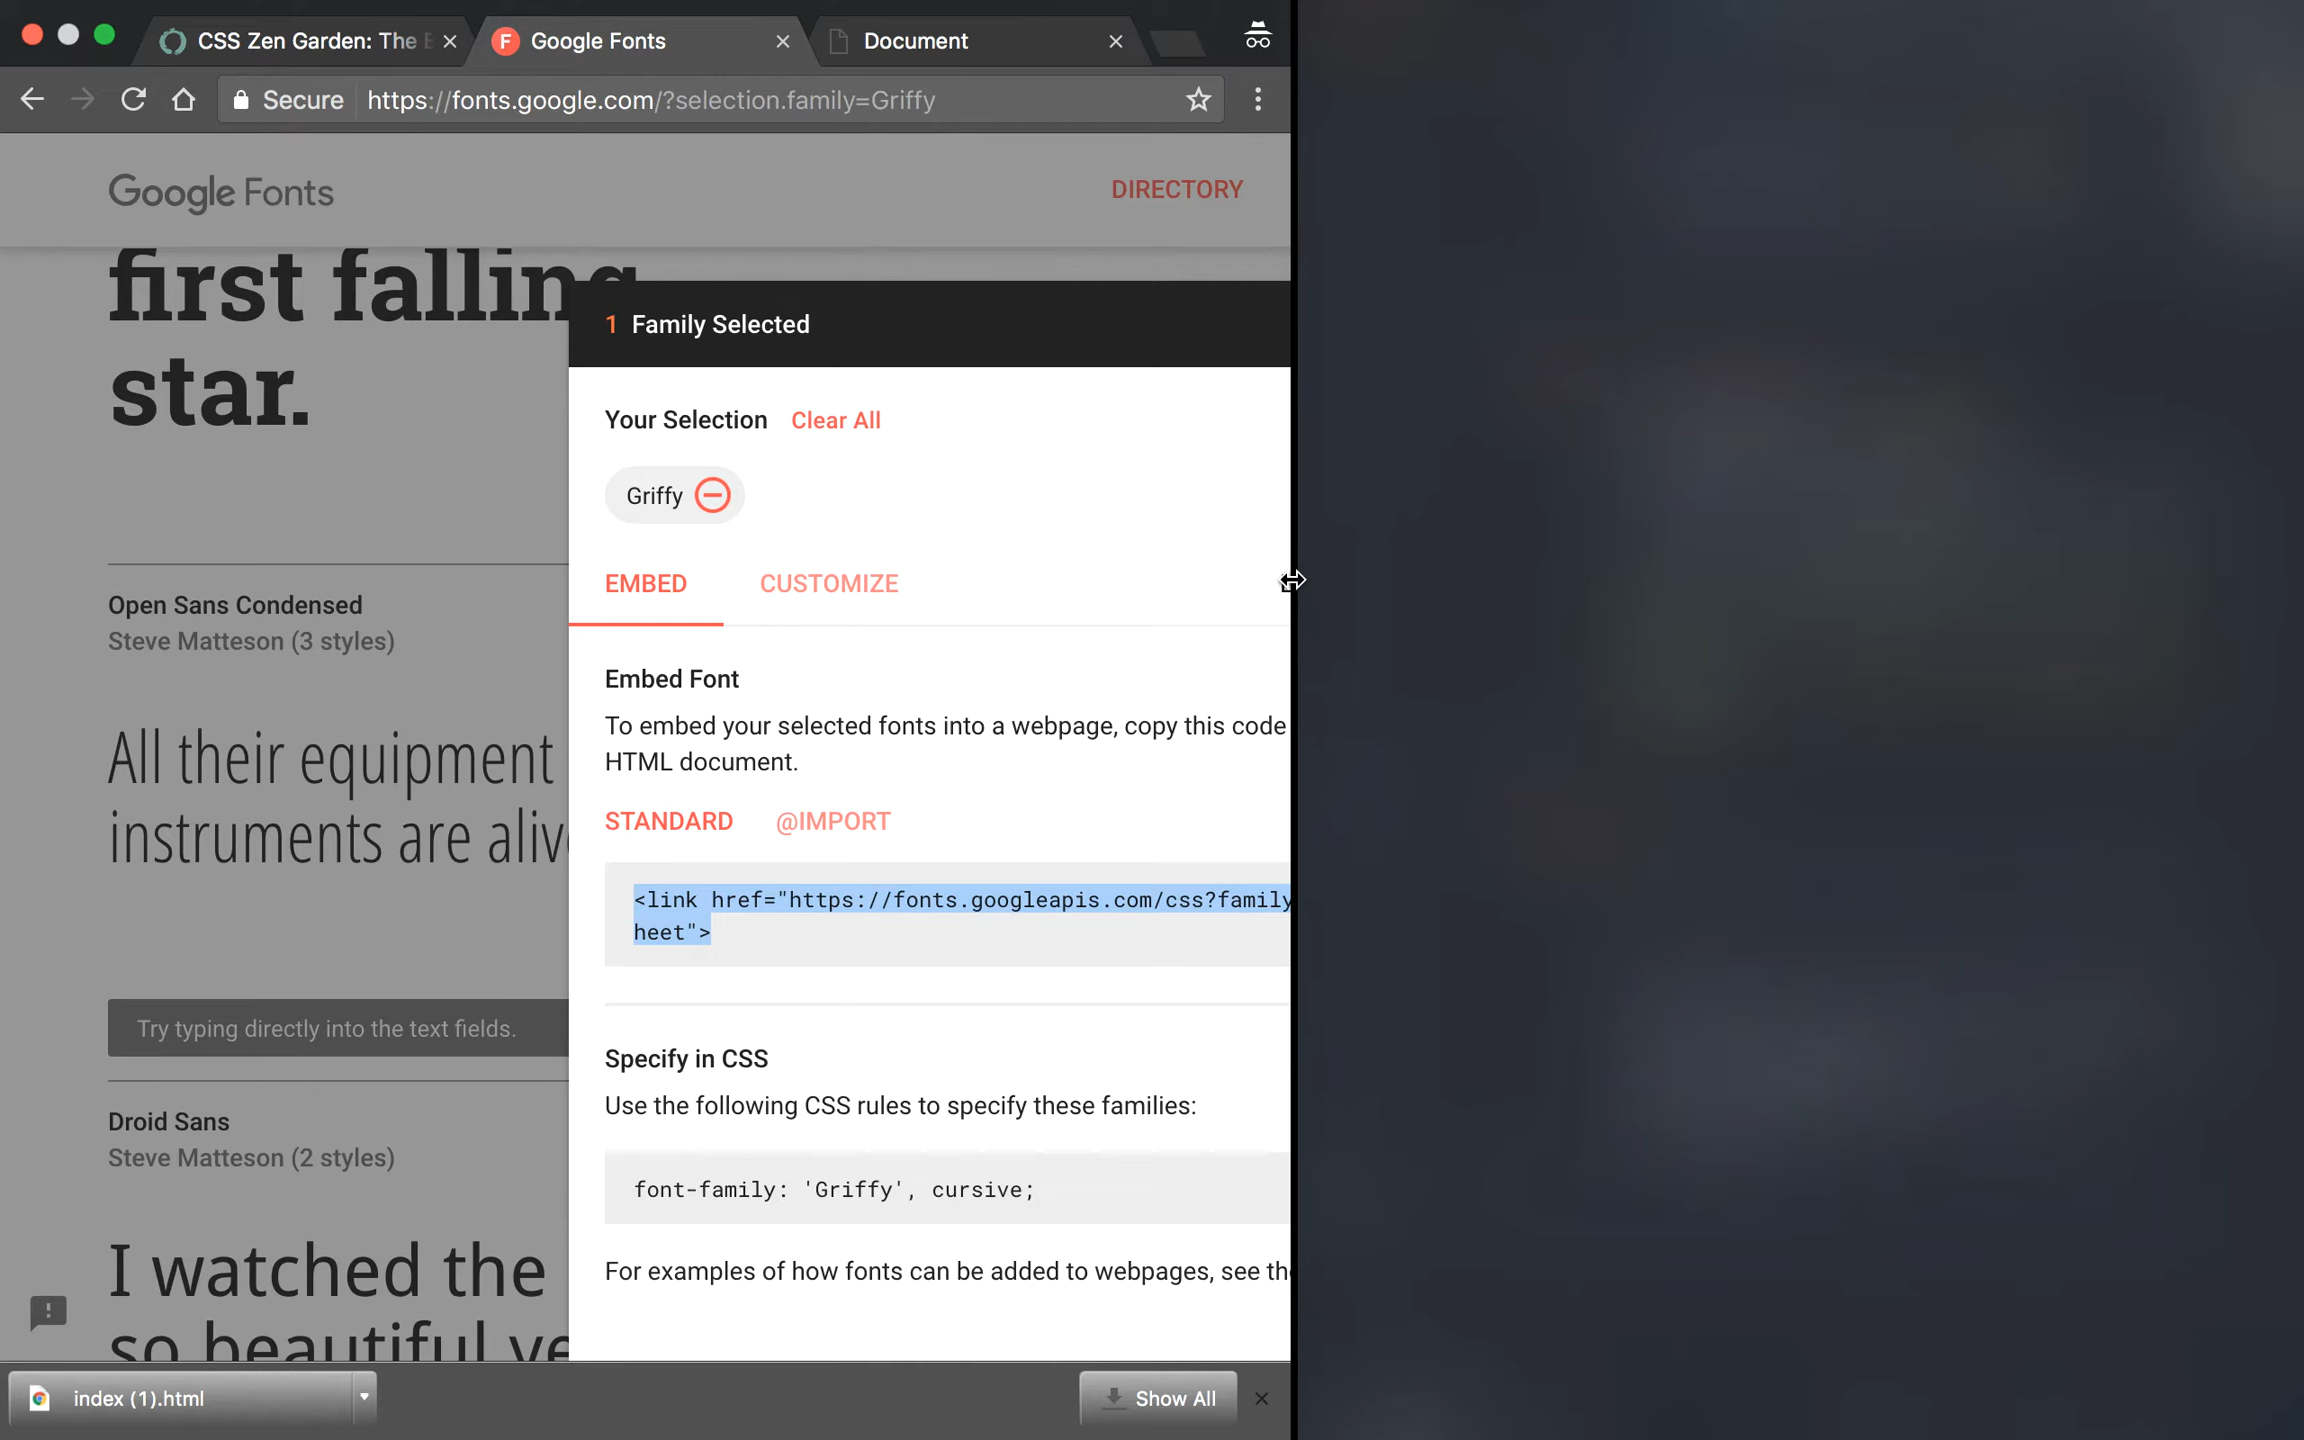 CSS Zen Garden: The
Google Fonts
Document
Secure
https://fonts.google.com/?selection.family=Griffy
Google Fonts
DIRECTORY
first falling
star.
1 Family Selected
Your Selection Clear All
Griffy
EMBED CUSTOMIZE
Open Sans Condensed
Steve Matteson (3 styles)
Embed Font
To embed your selected fonts into a webpage, copy this code
HTML document.
All their equipment
instruments are aliv
STANDARD @IMPORT
<link href="https://fonts.googleapis.com/css?family
heet">
Try typing directly into the text fields.
Specify in CSS
Use the following CSS rules to specify these families:
Droid Sans
Steve Matteson (2 styles)
font-family: 'Griffy', cursive;
For examples of how fonts can be added to webpages, see th
I watched the
so beautiful ve
index (1).html
Show All